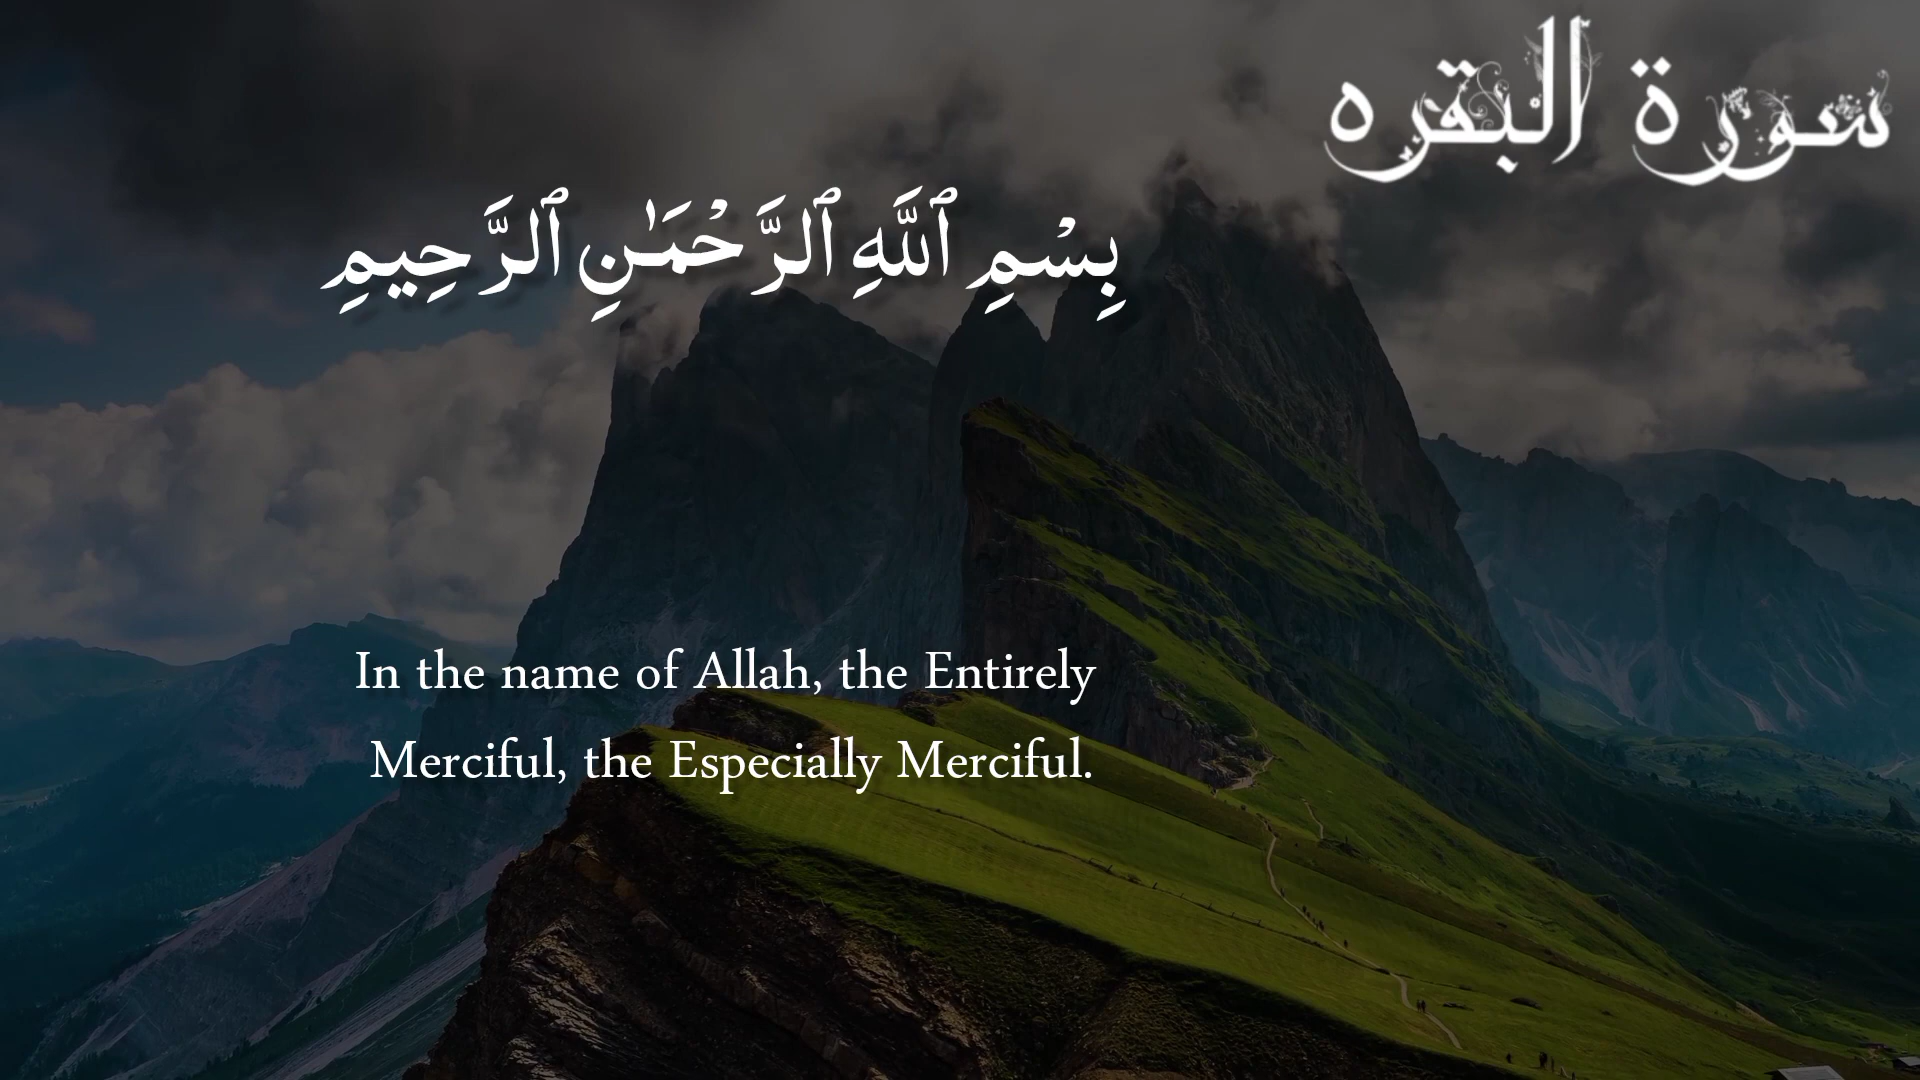 سورة البقره
بِسْمِ ٱللَّهِ ٱلرَّحْمَـٰنِ ٱلرَّحِيمِ
In the name of Allah, the Entirely
Merciful, the Especially Merciful.